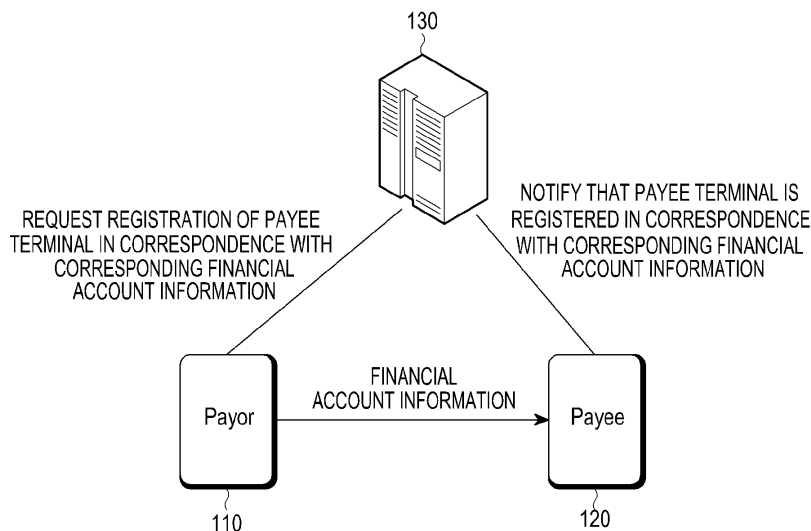 130
REQUEST REGISTRATION OF PAYEE
TERMINAL IN CORRESPONDENCE WITH
CORRESPONDING FINANCIAL
ACCOUNT INFORMATION
NOTIFY THAT PAYEE TERMINAL IS
REGISTERED IN CORRESPONDENCE
WITH CORRESPONDING FINANCIAL
ACCOUNT INFORMATION
Payor
FINANCIAL
ACCOUNT INFORMATION
Payee
110
120